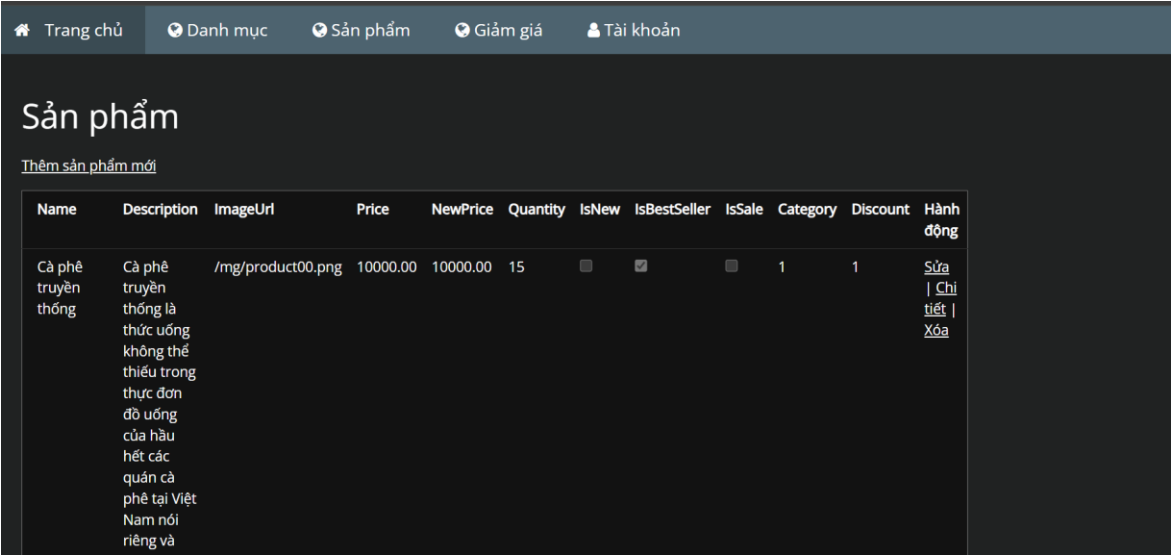 Trang chủ Danh mục Sản phẩm Giảm giá Tài khoản
Sản phẩm
Thêm sản phẩm mới
Name Description ImageUrl Price NewPrice Quantity IsNew IsBestSeller IsSale Category Discount Hành
động
Cà phê Cà phê /mg/product00.png 10000.00 10000.00 15 1 1 Sửa
truyền truyền | Chi
thống thống là tiết |
thức uống Xóa
không thể
thiếu trong
thực đơn
đồ uống
của hầu
hết các
quán cà
phê tại Việt
Nam nói
riêng và